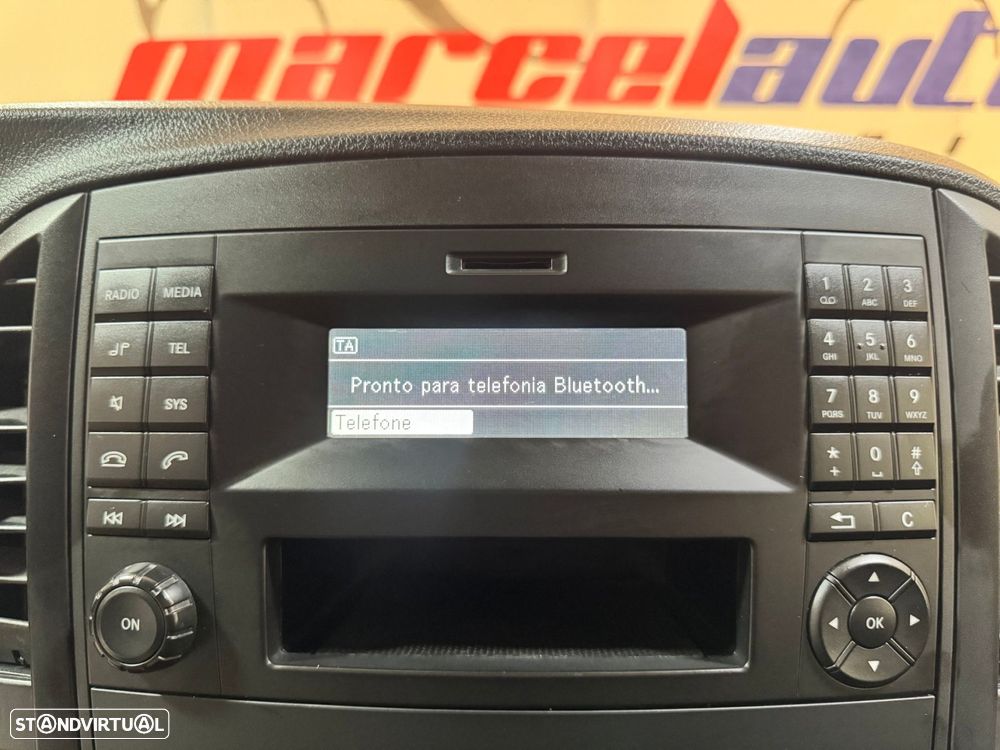 marcelauto
RADIO MEDIA
TEL
SYS
ON
TA
Pronto para telefonia Bluetooth...
Telefone
1 2 ABC 3 DEF
4 GHI 5 JKL 6 MNO
7 PQRS 8 TUV 9 WXYZ
* + 0 #
C
OK
STANDVIRTUAL